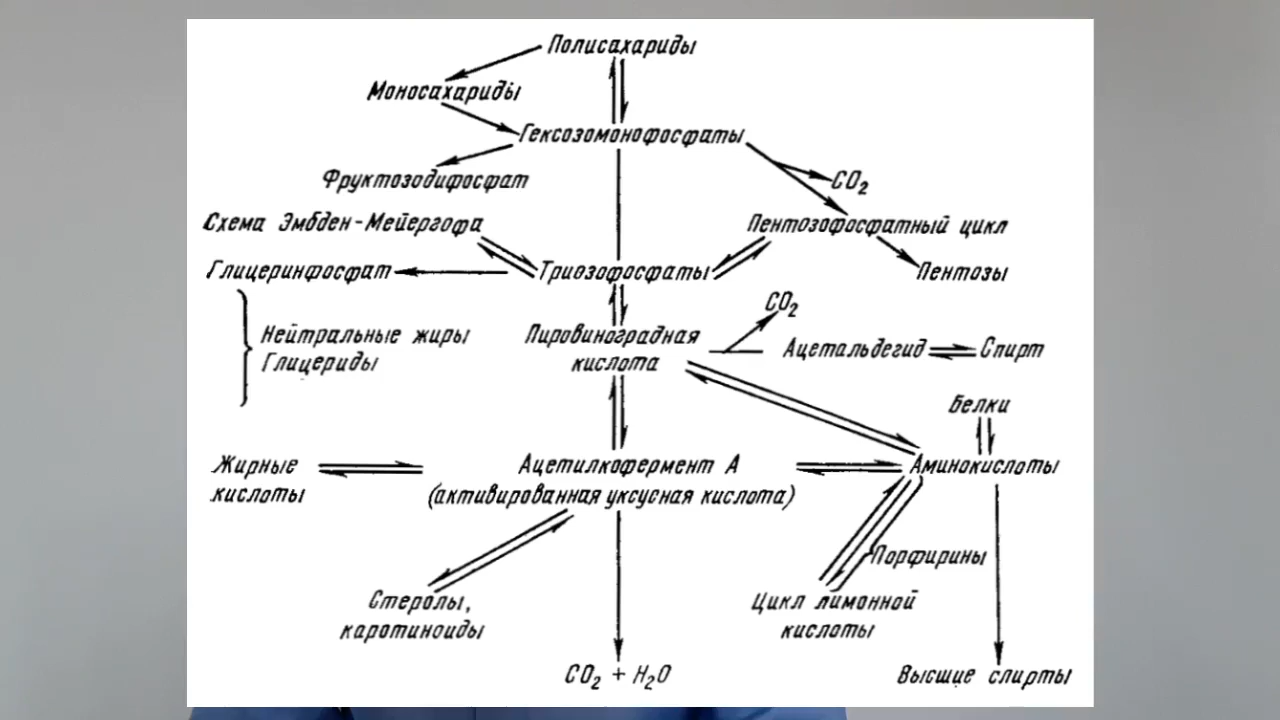 Полисахариды
Моносахариды
Гексозомонофосфаты
Фруктозодифосфат
CO2
Схема Эмбден-Мейергофа
Пентозофосфатный цикл
Глицеринфосфат
Триозофосфаты
Пентозы
CO2
Нейтральные жиры
Глицериды
Пировиноградная
кислота
Ацетальдегид
Спирт
Белки
Жирные
кислоты
Ацетилкофермент А
(активированная уксусная кислота)
Аминокислоты
Порфирины
Стеролы,
каротиноиды
Цикл лимонной
кислоты
CO2 + H2O
Высшие спирты